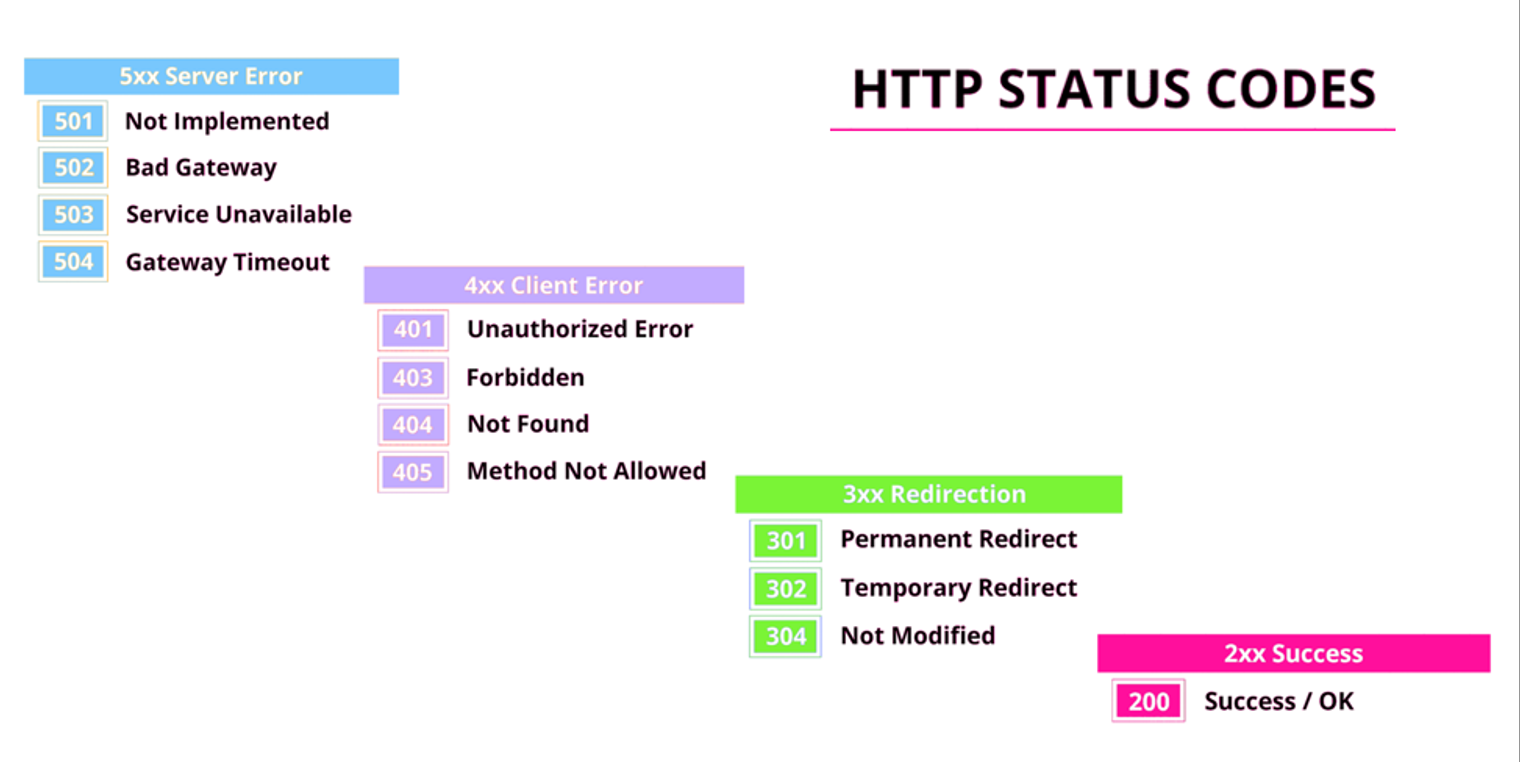 HTTP STATUS CODES
5xx Server Error
501 Not Implemented
502 Bad Gateway
503 Service Unavailable
504 Gateway Timeout
4xx Client Error
401 Unauthorized Error
403 Forbidden
404 Not Found
405 Method Not Allowed
3xx Redirection
301 Permanent Redirect
302 Temporary Redirect
304 Not Modified
2xx Success
200 Success / OK